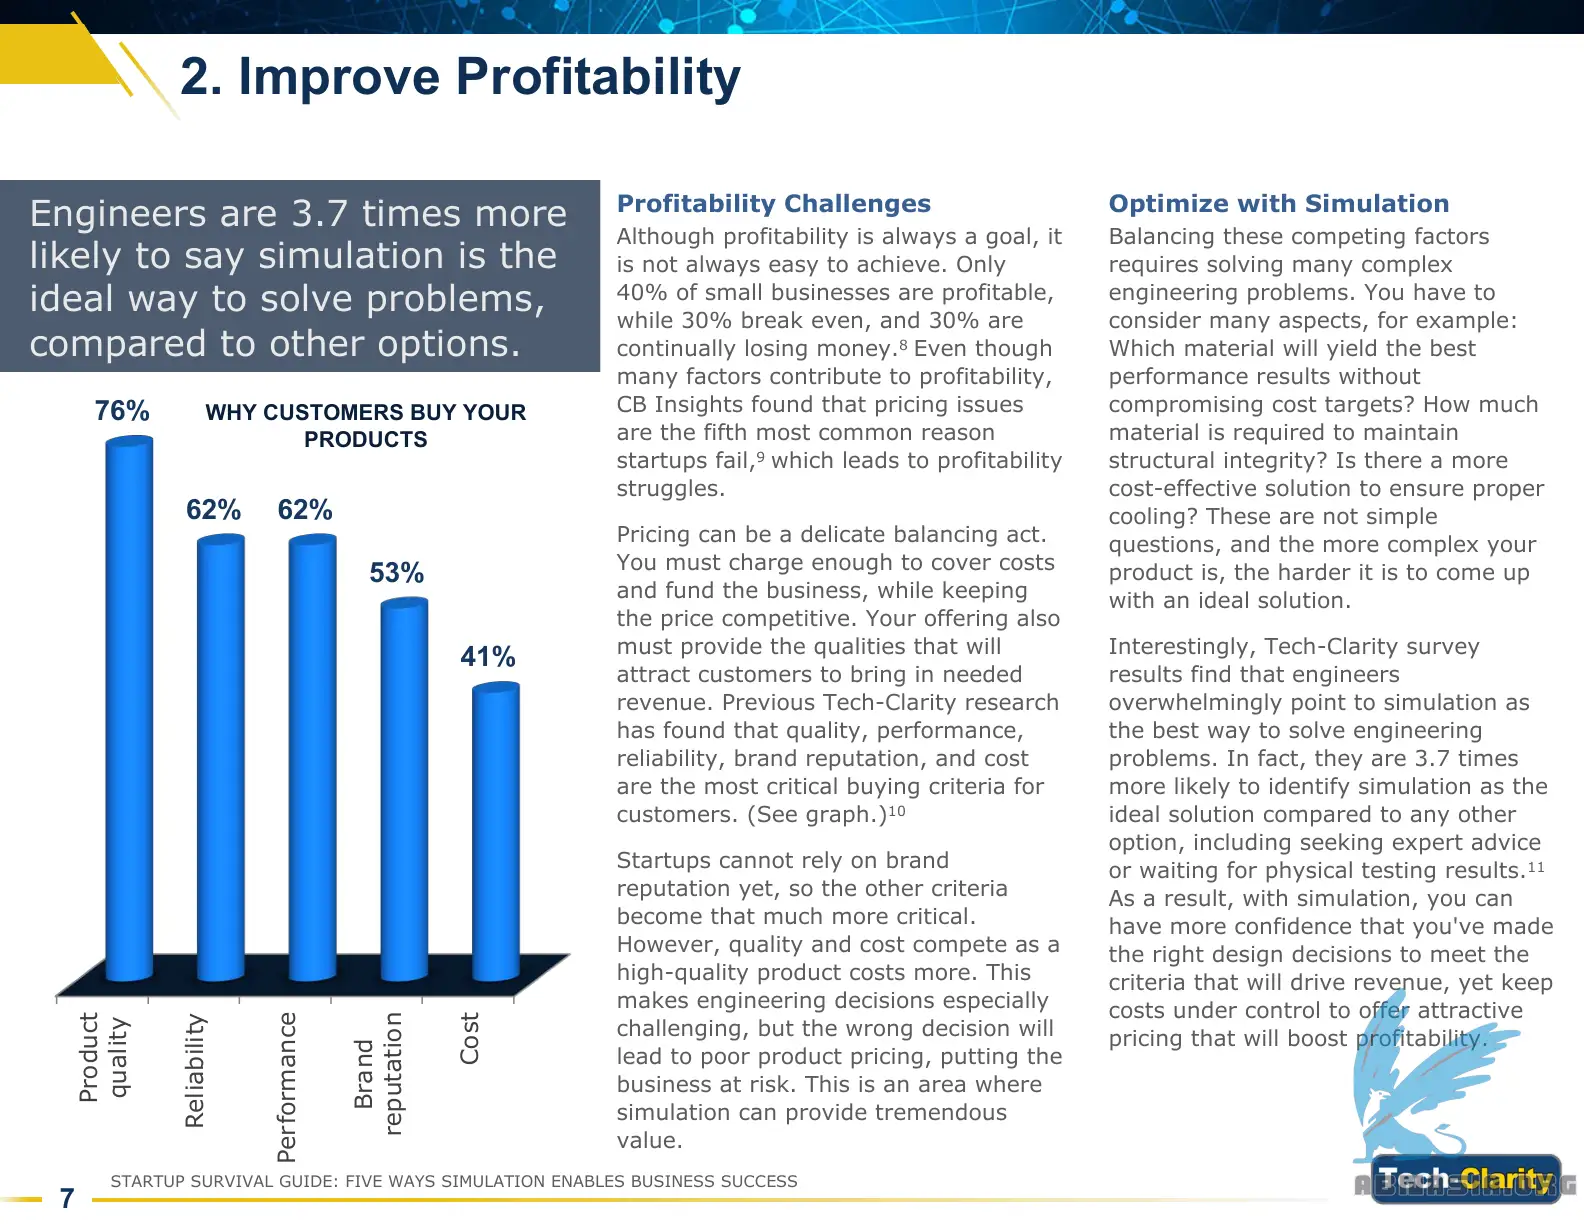 2. Improve Profitability
Engineers are 3.7 times more
likely to say simulation is the
ideal way to solve problems,
compared to other options.
WHY CUSTOMERS BUY YOUR
PRODUCTS
76%
62%
62%
53%
41%
Product
quality
Reliability
Performance
Brand
reputation
Cost
Profitability Challenges
Although profitability is always a goal, it
is not always easy to achieve. Only
40% of small businesses are profitable,
while 30% break even, and 30% are
continually losing money.⁸ Even though
many factors contribute to profitability,
CB Insights found that pricing issues
are the fifth most common reason
startups fail,⁹ which leads to profitability
struggles.
Pricing can be a delicate balancing act.
You must charge enough to cover costs
and fund the business, while keeping
the price competitive. Your offering also
must provide the qualities that will
attract customers to bring in needed
revenue. Previous Tech-Clarity research
has found that quality, performance,
reliability, brand reputation, and cost
are the most critical buying criteria for
customers. (See graph.)¹⁰
Startups cannot rely on brand
reputation yet, so the other criteria
become that much more critical.
However, quality and cost compete as a
high-quality product costs more. This
makes engineering decisions especially
challenging, but the wrong decision will
lead to poor product pricing, putting the
business at risk. This is an area where
simulation can provide tremendous
value.
Optimize with Simulation
Balancing these competing factors
requires solving many complex
engineering problems. You have to
consider many aspects, for example:
Which material will yield the best
performance results without
compromising cost targets? How much
material is required to maintain
structural integrity? Is there a more
cost-effective solution to ensure proper
cooling? These are not simple
questions, and the more complex your
product is, the harder it is to come up
with an ideal solution.
Interestingly, Tech-Clarity survey
results find that engineers
overwhelmingly point to simulation as
the best way to solve engineering
problems. In fact, they are 3.7 times
more likely to identify simulation as the
ideal solution compared to any other
option, including seeking expert advice
or waiting for physical testing results.¹¹
As a result, with simulation, you can
have more confidence that you've made
the right design decisions to meet the
criteria that will drive revenue, yet keep
costs under control to offer attractive
pricing that will boost profitability.
7
STARTUP SURVIVAL GUIDE: FIVE WAYS SIMULATION ENABLES BUSINESS SUCCESS
Tech-Clarity